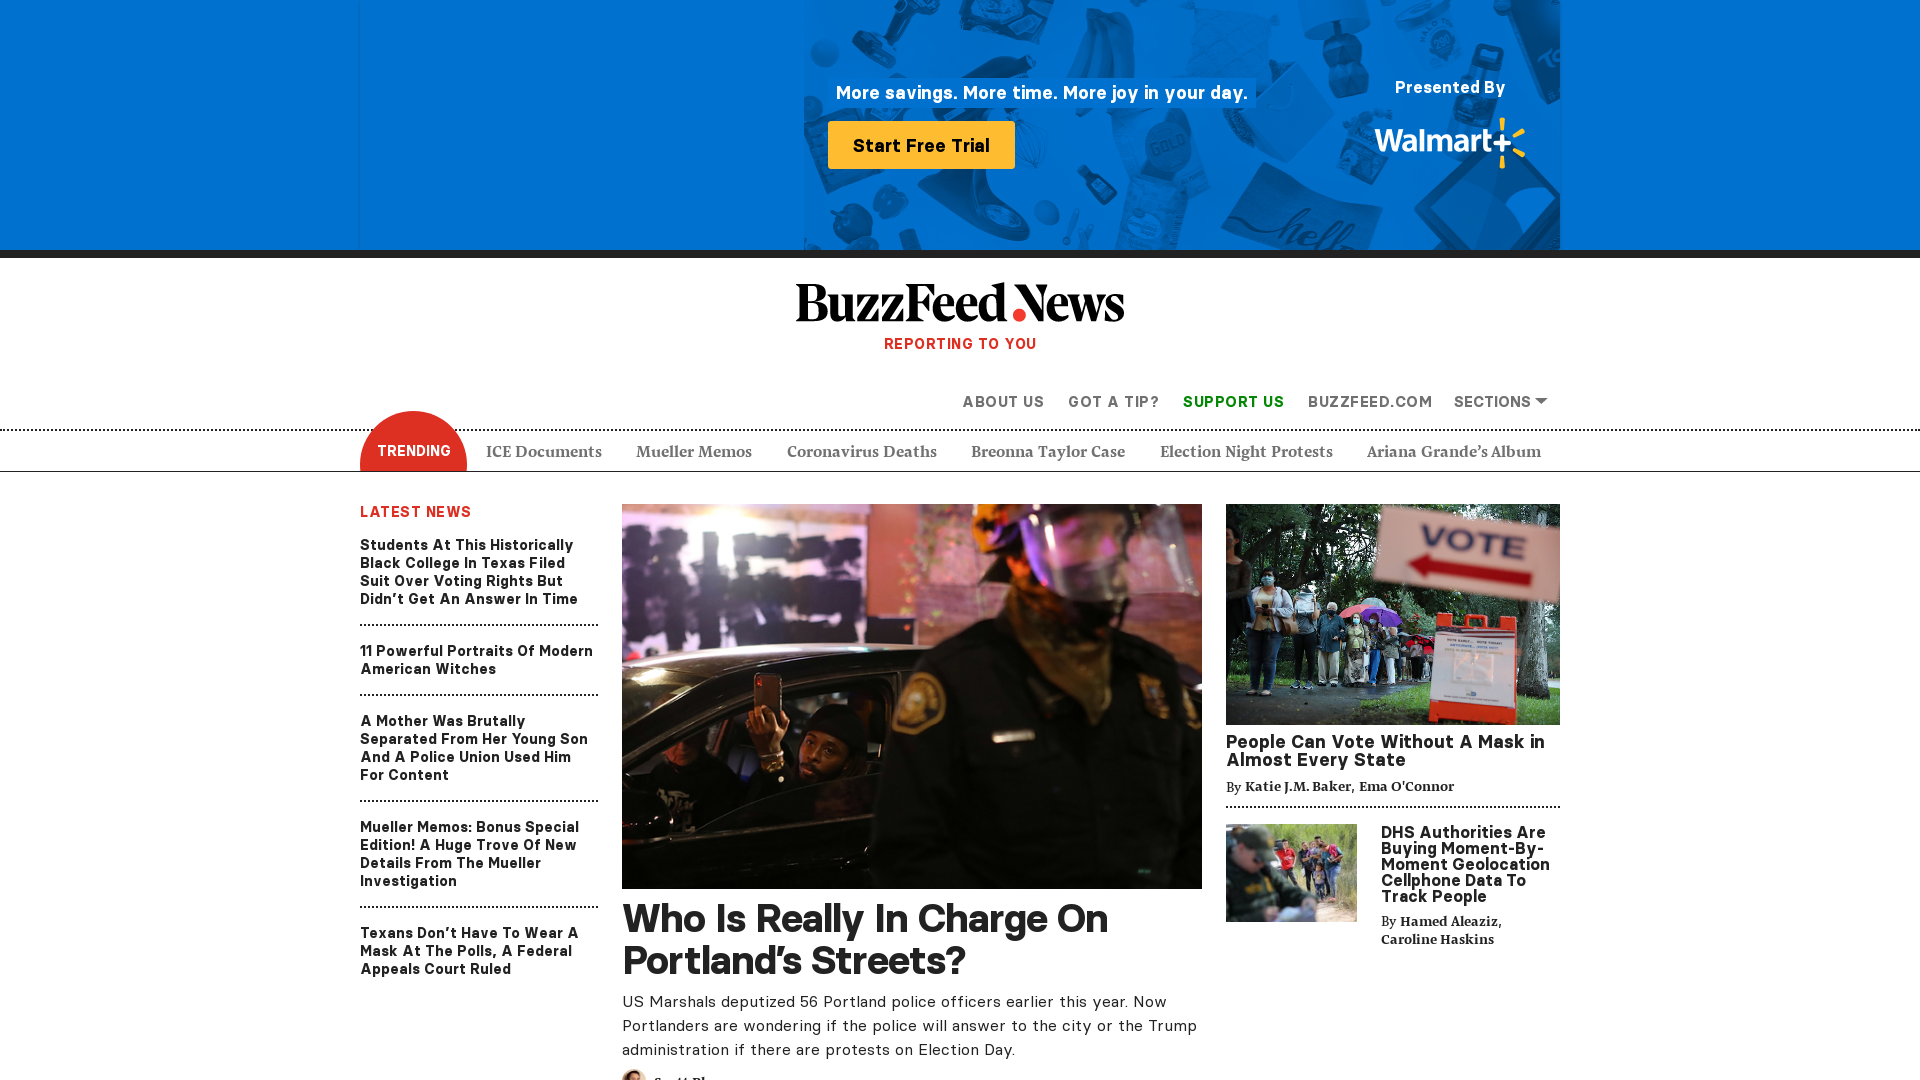 More savings. More time. More joy in your day.
Start Free Trial
Presented By
Walmart+
BuzzFeed News
REPORTING TO YOU
ABOUT US
GOT A TIP?
SUPPORT US
BUZZFEED.COM
SECTIONS
TRENDING
ICE Documents
Mueller Memos
Coronavirus Deaths
Breonna Taylor Case
Election Night Protests
Ariana Grande’s Album
LATEST NEWS
Students At This Historically
Black College In Texas Filed
Suit Over Voting Rights But
Didn’t Get An Answer In Time
11 Powerful Portraits Of Modern
American Witches
A Mother Was Brutally
Separated From Her Young Son
And A Police Union Used Him
For Content
Mueller Memos: Bonus Special
Edition! A Huge Trove Of New
Details From The Mueller
Investigation
Texans Don’t Have To Wear A
Mask At The Polls, A Federal
Appeals Court Ruled
Who Is Really In Charge On
Portland’s Streets?
US Marshals deputized 56 Portland police officers earlier this year. Now
Portlanders are wondering if the police will answer to the city or the Trump
administration if there are protests on Election Day.
VOTE
People Can Vote Without A Mask in
Almost Every State
By Katie J.M. Baker, Ema O'Connor
DHS Authorities Are
Buying Moment-By-
Moment Geolocation
Cellphone Data To
Track People
By Hamed Aleaziz,
Caroline Haskins
hello
GOLD